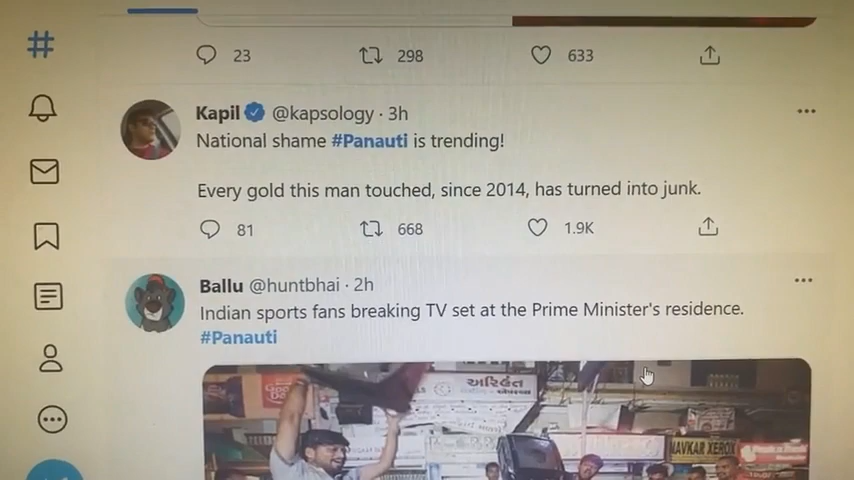 23 298 633
Kapil @kapsology · 3h
National shame #Panauti is trending!
Every gold this man touched, since 2014, has turned into junk.
81 668 1.9K
Ballu @huntbhai · 2h
Indian sports fans breaking TV set at the Prime Minister's residence.
#Panauti
અરિહંત
NAVKAR XEROX